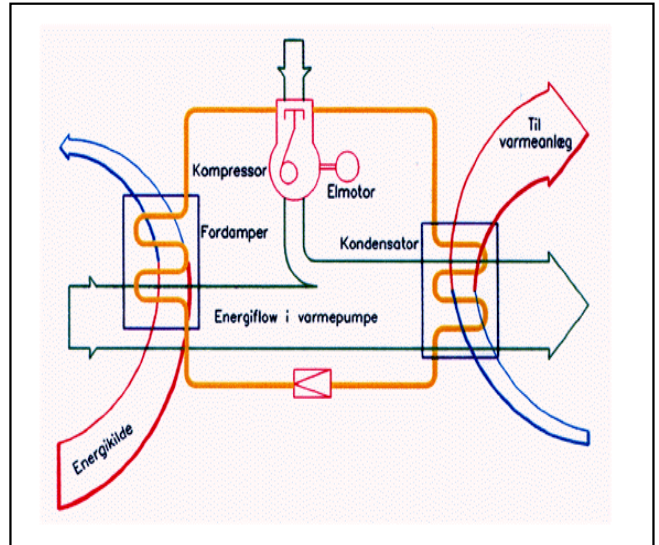 Til
varmeanlæg
Kompressor
Elmotor
Fordamper
Kondensator
Energiflow i varmepumpe
Energikilde